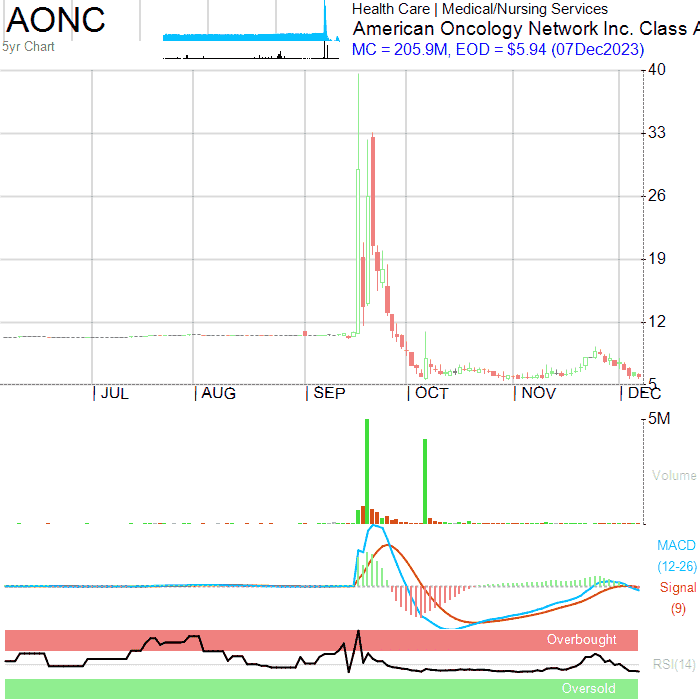 AONC
5yr Chart
Health Care | Medical/Nursing Services
American Oncology Network Inc. Class A
MC = 205.9M, EOD = $5.94 (07Dec2023)
40
33
26
19
12
5
JUL
AUG
SEP
OCT
NOV
DEC
5M
Volume
MACD
(12-26)
Signal
(9)
Overbought
RSI(14)
Oversold